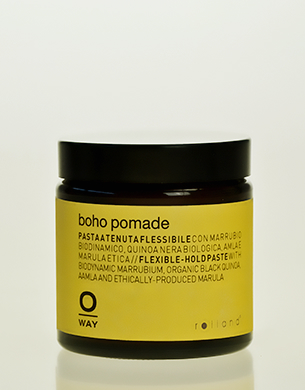 boho pomade
PASTA A TENUTA FLESSIBILE CON MARRUBIO
BIODINAMICO, QUINOA NERA BIOLOGICA, AMLA E
MARULA ETICA // FLEXIBLE-HOLD PASTE WITH
BIODYNAMIC MARRUBIUM, ORGANIC BLACK QUINOA,
AAMLA AND ETHICALLY-PRODUCED MARULA
O
WAY
rolland